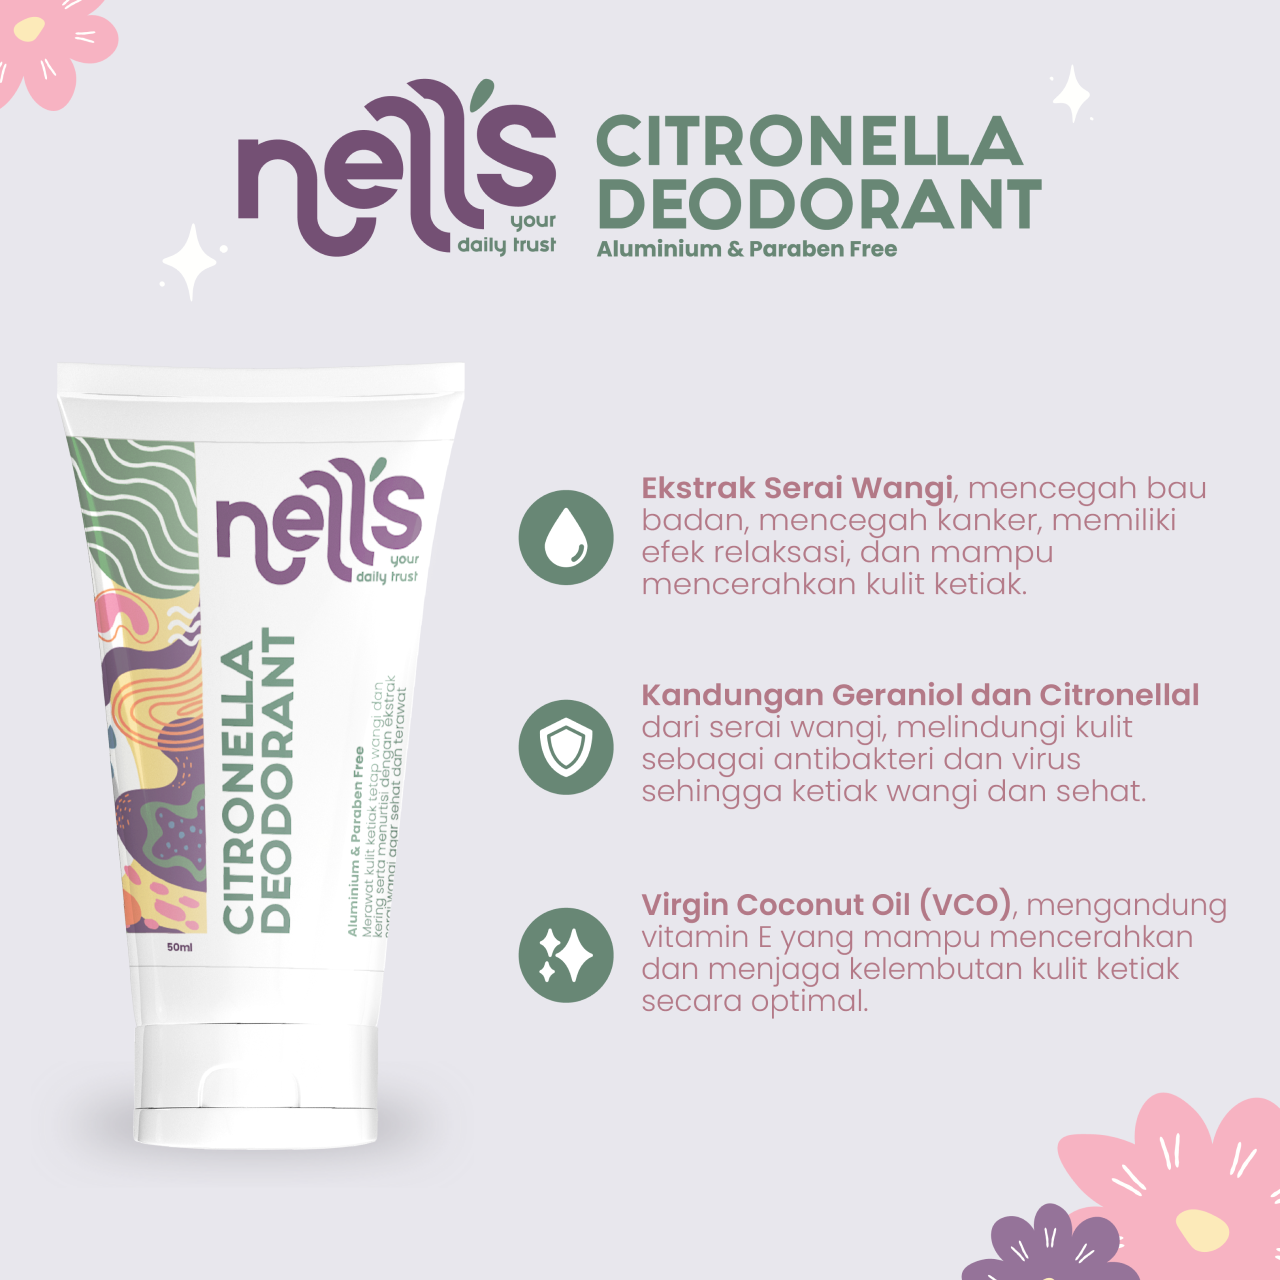 nell's
your
daily trust
CITRONELLA
DEODORANT
Aluminium & Paraben Free
nell's
your
daily trust
CITRONELLA
DEODORANT
Aluminium & Paraben Free
Merawat kulit ketiak tetap wangi dan
kering serta menurtisi dengan ekstrak
serai wangi agar sehat dan terawat
50ml
Ekstrak Serai Wangi, mencegah bau
badan, mencegah kanker, memiliki
efek relaksasi, dan mampu
mencerahkan kulit ketiak.
Kandungan Geraniol dan Citronellal
dari serai wangi, melindungi kulit
sebagai antibakteri dan virus
sehingga ketiak wangi dan sehat.
Virgin Coconut Oil (VCO), mengandung
vitamin E yang mampu mencerahkan
dan menjaga kelembutan kulit ketiak
secara optimal.